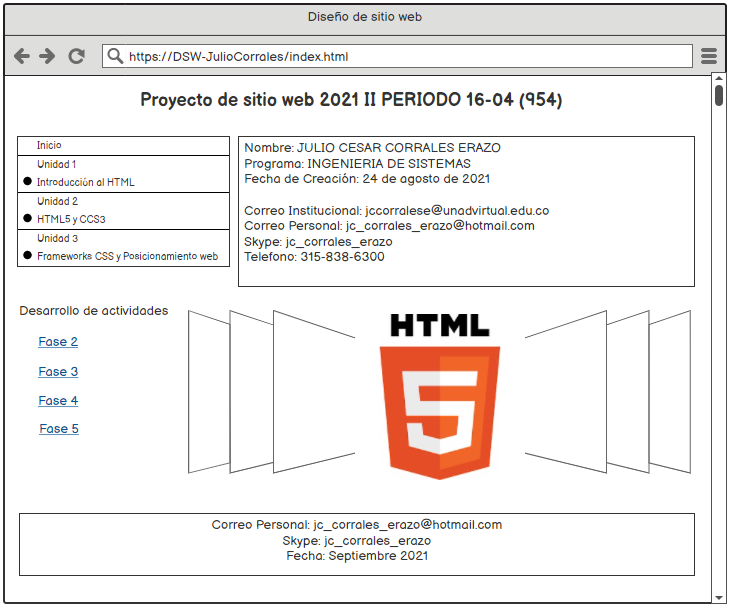 Diseño de sitio web
https://DSW-JulioCorrales/index.html
Proyecto de sitio web 2021 II PERIODO 16-04 (954)
Inicio
Unidad 1
Introducción al HTML
Unidad 2
HTML5 y CCS3
Unidad 3
Frameworks CSS y Posicionamiento web
Nombre: JULIO CESAR CORRALES ERAZO
Programa: INGENIERIA DE SISTEMAS
Fecha de Creación: 24 de agosto de 2021
Correo Institucional: jccorralese@unadvirtual.edu.co
Correo Personal: jc_corrales_erazo@hotmail.com
Skype: jc_corrales_erazo
Telefono: 315-838-6300
Desarrollo de actividades
Fase 2
Fase 3
Fase 4
Fase 5
HTML
5
Correo Personal: jc_corrales_erazo@hotmail.com
Skype: jc_corrales_erazo
Fecha: Septiembre 2021